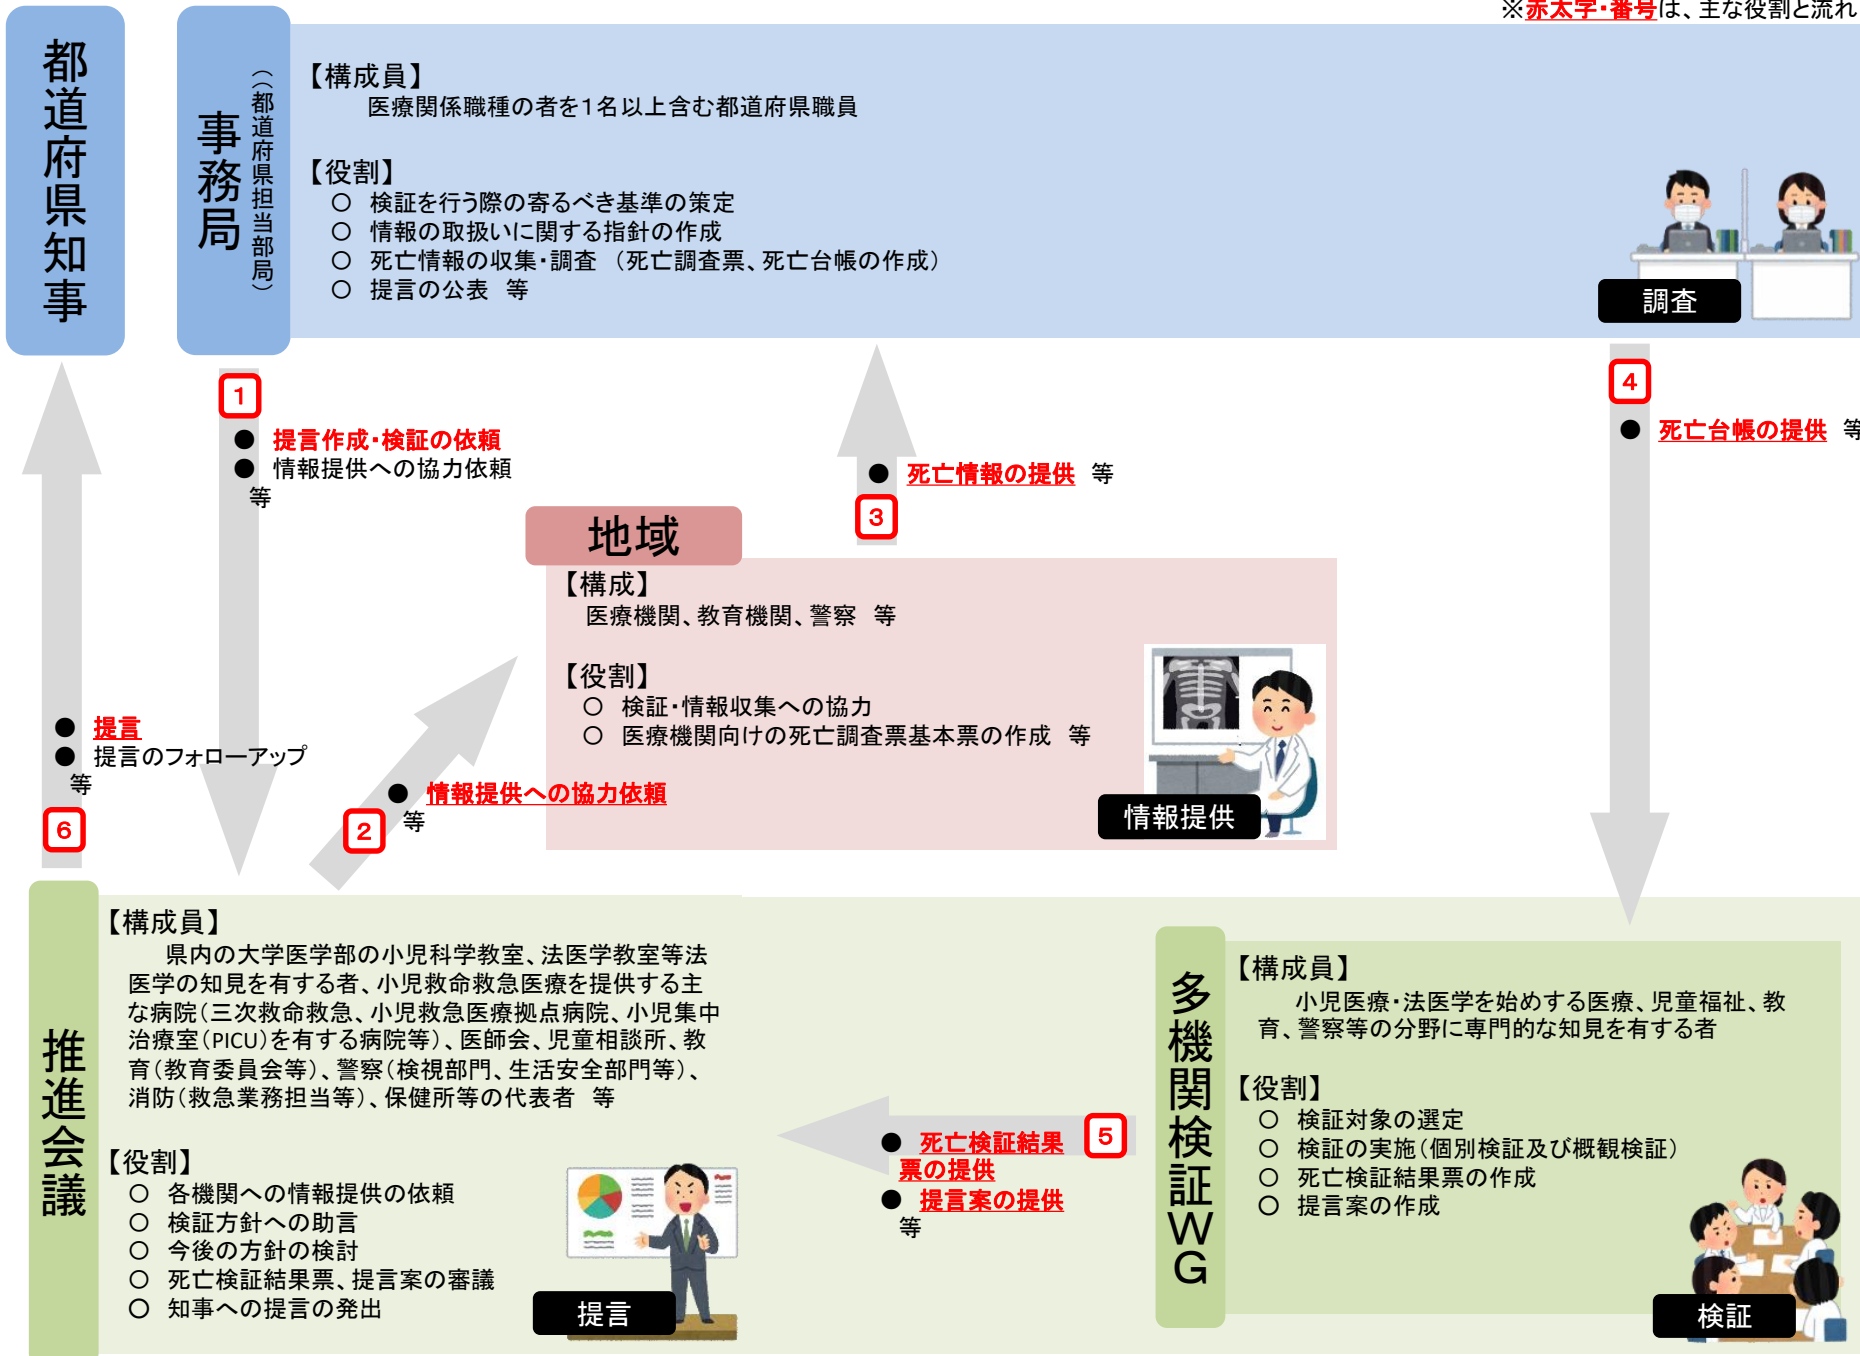 ※赤太字・番号は、主な役割と流れ
都道府県知事
事務局
（（都道府県担当部局）
【構成員】
医療関係職種の者を1名以上含む都道府県職員
【役割】
○ 検証を行う際の寄るべき基準の策定
○ 情報の取扱いに関する指針の作成
○ 死亡情報の収集・調査 （死亡調査票、死亡台帳の作成）
○ 提言の公表 等
調査
1
● 提言作成・検証の依頼
● 情報提供への協力依頼
等
3
● 死亡情報の提供 等
4
● 死亡台帳の提供 等
地域
【構成】
医療機関、教育機関、警察 等
【役割】
○ 検証・情報収集への協力
○ 医療機関向けの死亡調査票基本票の作成 等
情報提供
● 提言
● 提言のフォローアップ
等
6
● 情報提供への協力依頼
等
2
推進会議
【構成員】
県内の大学医学部の小児科学教室、法医学教室等法
医学の知見を有する者、小児救命救急医療を提供する主
な病院（三次救命救急、小児救急医療拠点病院、小児集中
治療室（PICU）を有する病院等）、医師会、児童相談所、教
育（教育委員会等）、警察（検視部門、生活安全部門等）、
消防（救急業務担当等）、保健所等の代表者 等
【役割】
○ 各機関への情報提供の依頼
○ 検証方針への助言
○ 今後の方針の検討
○ 死亡検証結果票、提言案の審議
○ 知事への提言の発出
提言
5
● 死亡検証結果
票の提供
● 提言案の提供
等
多機関検証WG
【構成員】
小児医療・法医学を始めする医療、児童福祉、教
育、警察等の分野に専門的な知見を有する者
【役割】
○ 検証対象の選定
○ 検証の実施（個別検証及び概観検証）
○ 死亡検証結果票の作成
○ 提言案の作成
検証